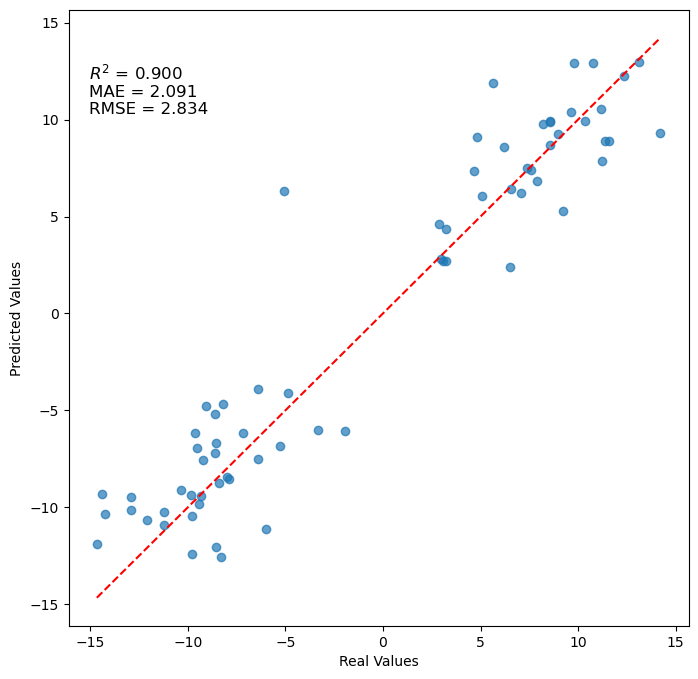 R² = 0.900
MAE = 2.091
RMSE = 2.834
15
10
5
0
−5
−10
−15
Predicted Values
−15 −10 −5 0 5 10 15
Real Values